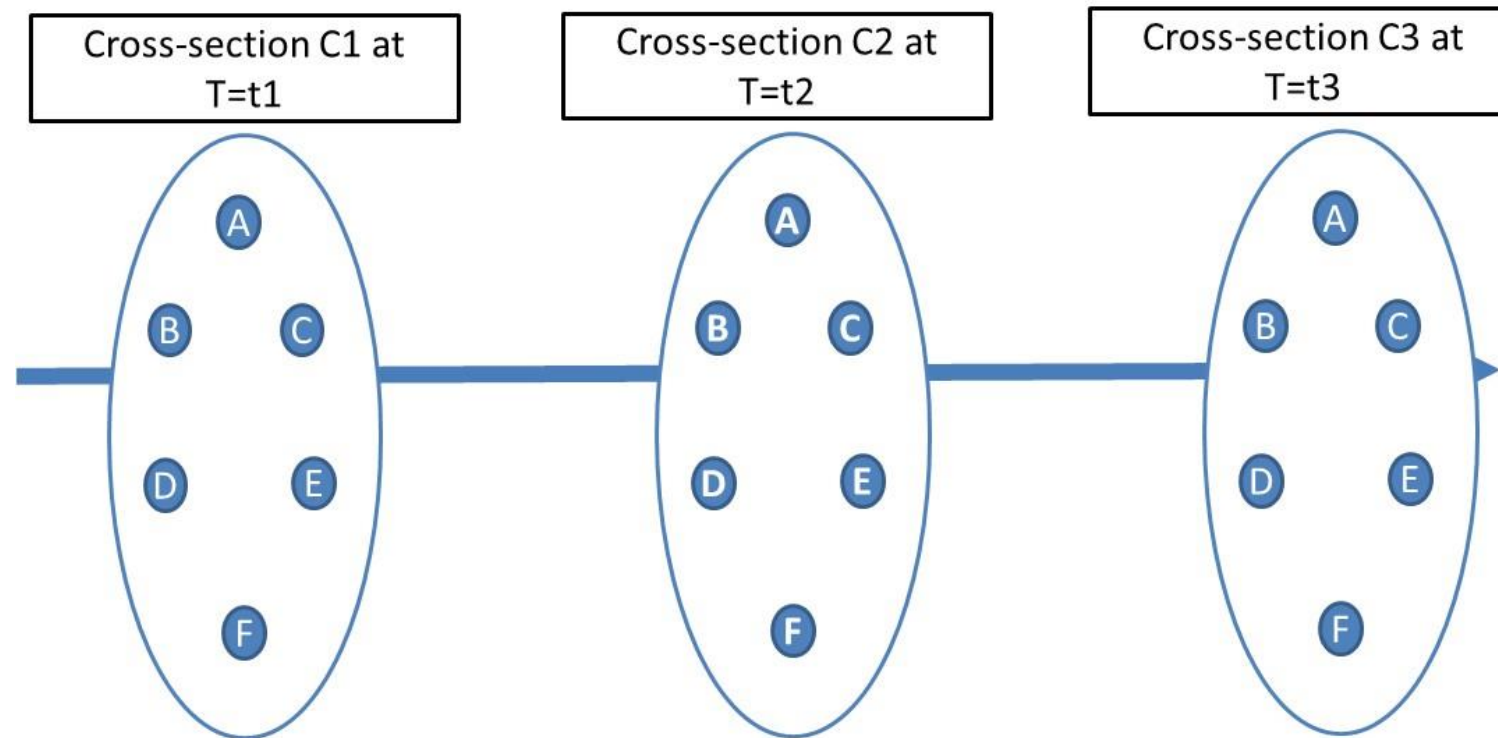 Cross-section C1 at
T=t1
Cross-section C2 at
T=t2
Cross-section C3 at
T=t3
A
B C
D E
F
A
B C
D E
F
A
B C
D E
F